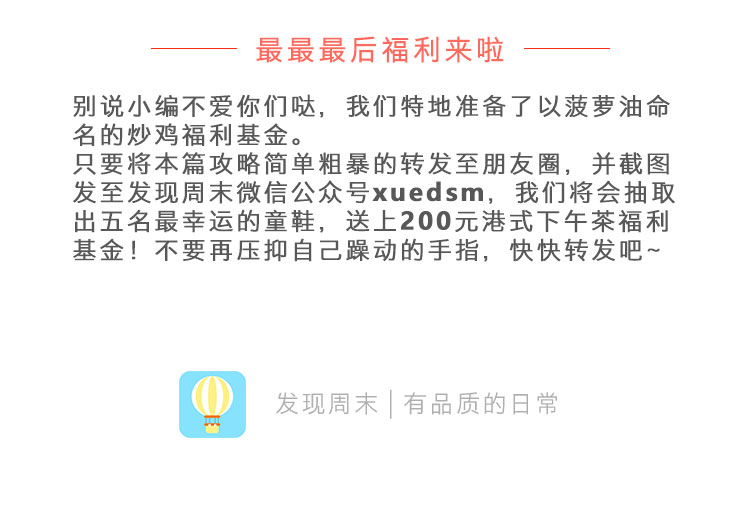 最最最后福利来啦
别说小编不爱你们哒，我们特地准备了以菠萝油命
名的炒鸡福利基金。
只要将本篇攻略简单粗暴的转发至朋友圈，并截图
发至发现周末微信公众号xuedsm，我们将会抽取
出五名最幸运的童鞋，送上200元港式下午茶福利
基金！不要再压抑自己躁动的手指，快快转发吧~
发现周末|有品质的日常